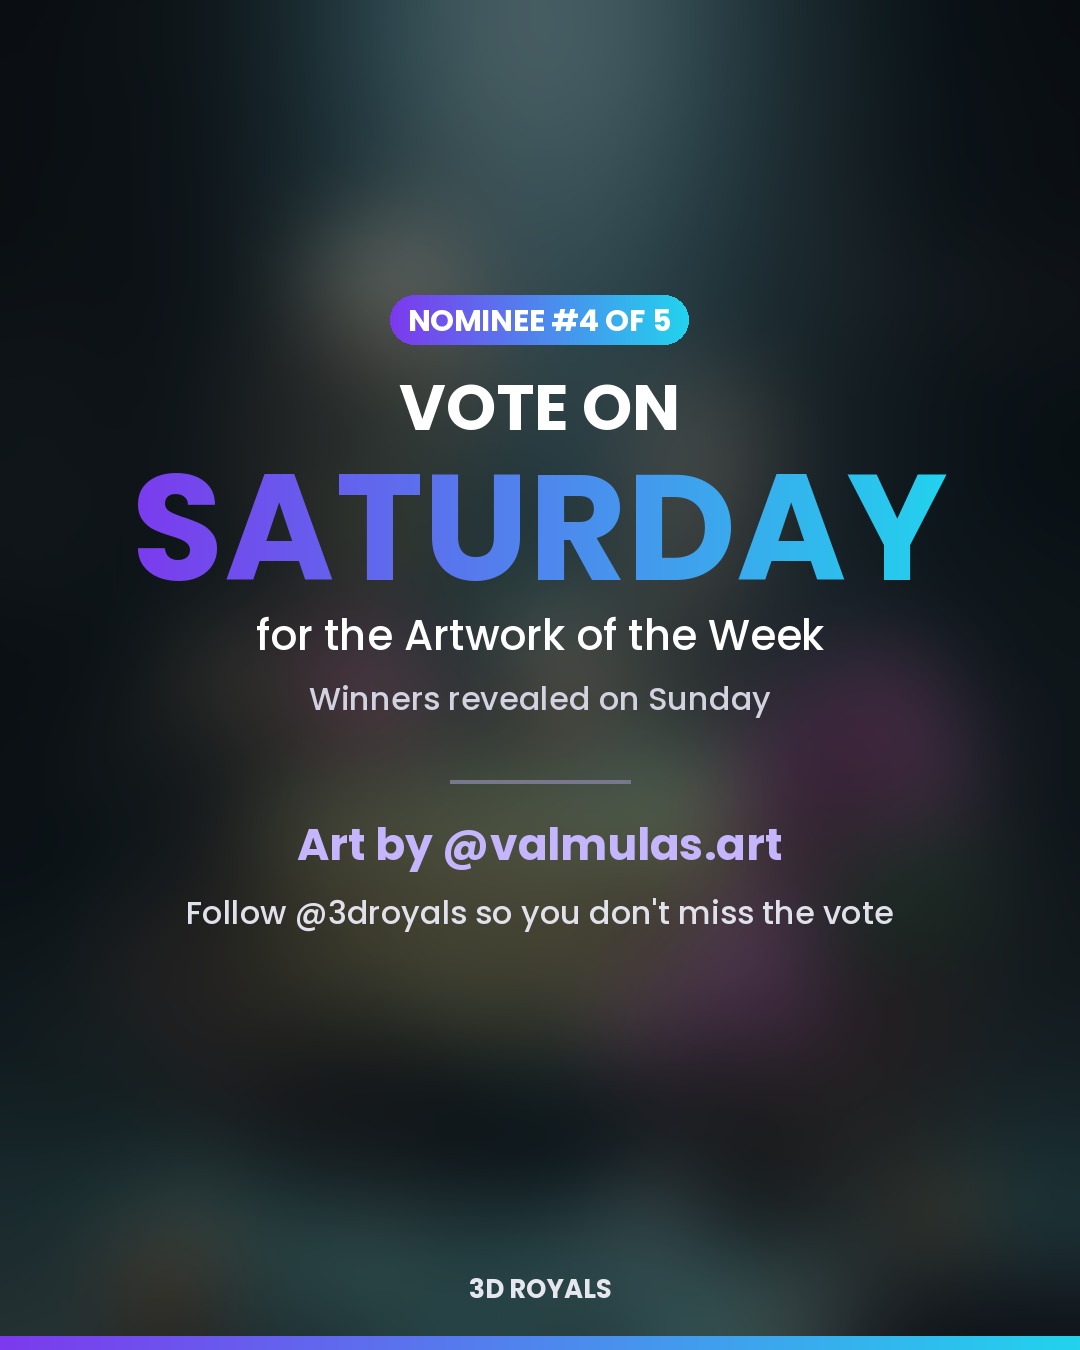 NOMINEE #4 OF 5
VOTE ON
SATURDAY
for the Artwork of the Week
Winners revealed on Sunday
Art by @valmulas.art
Follow @3droyals so you don't miss the vote
3D ROYALS